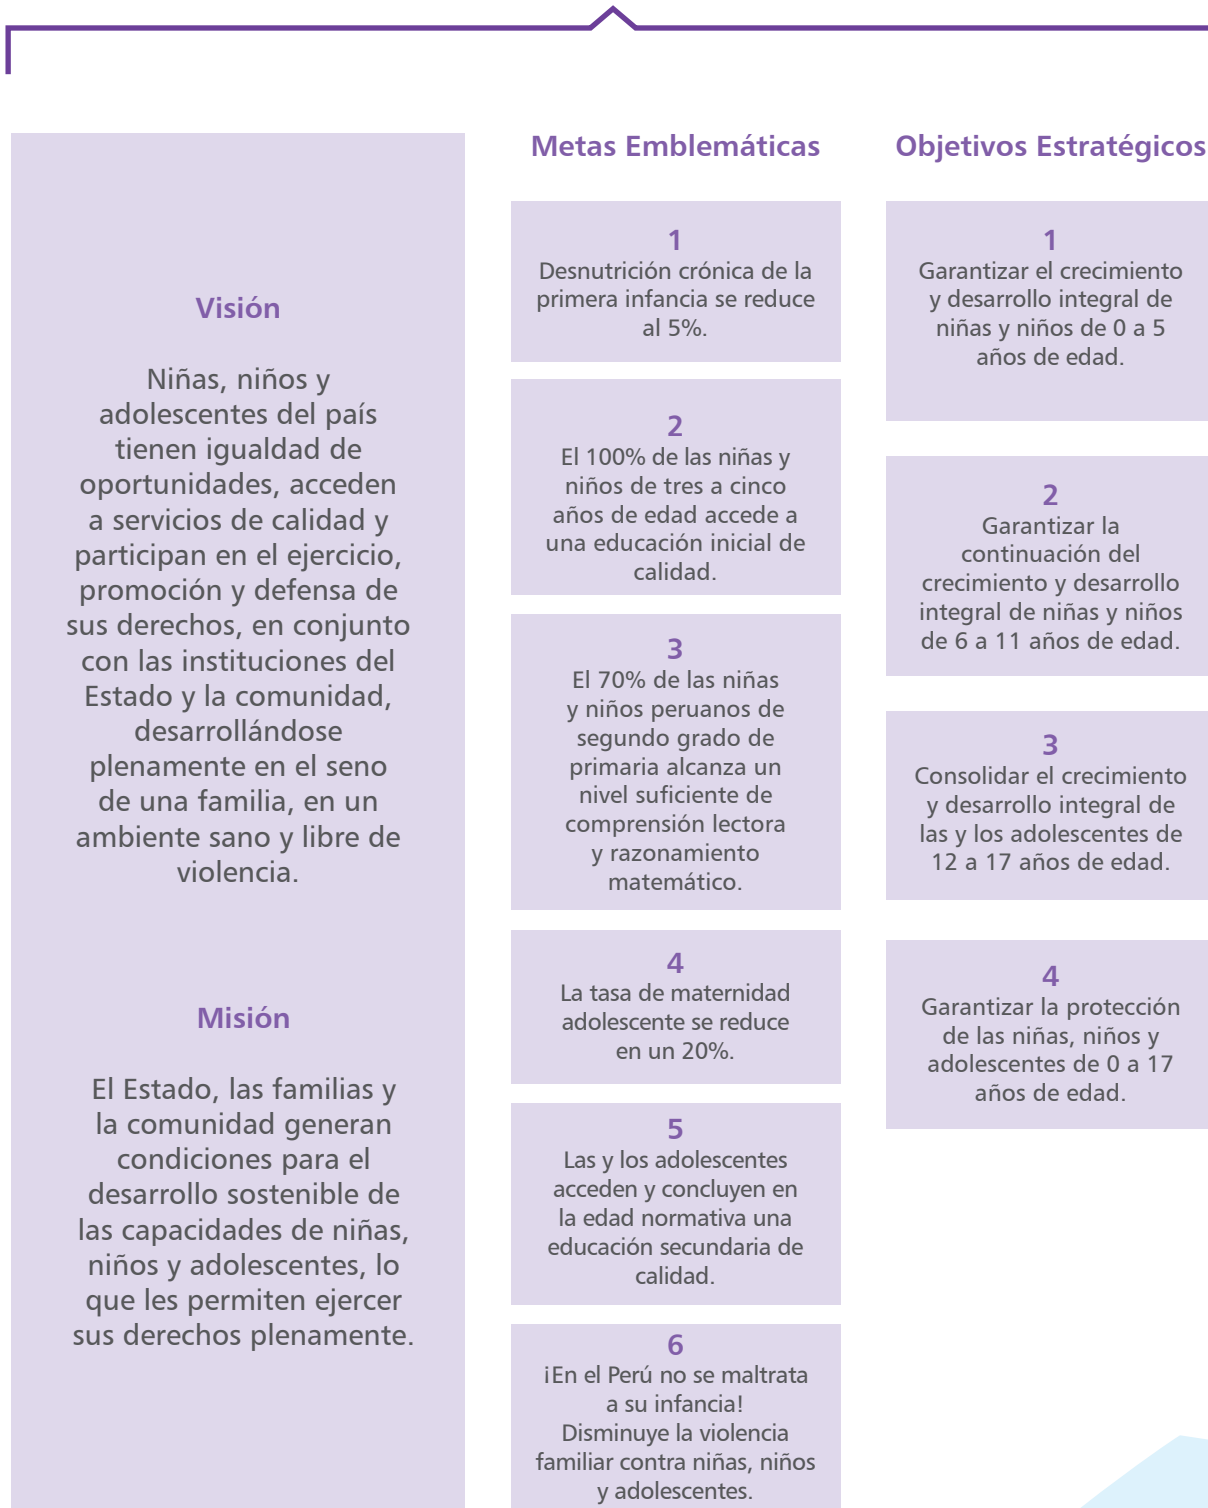 Visión
Niñas, niños y
adolescentes del país
tienen igualdad de
oportunidades, acceden
a servicios de calidad y
participan en el ejercicio,
promoción y defensa de
sus derechos, en conjunto
con las instituciones del
Estado y la comunidad,
desarrollándose
plenamente en el seno
de una familia, en un
ambiente sano y libre de
violencia.
Misión
El Estado, las familias y
la comunidad generan
condiciones para el
desarrollo sostenible de
las capacidades de niñas,
niños y adolescentes, lo
que les permiten ejercer
sus derechos plenamente.
Metas Emblemáticas
1
Desnutrición crónica de la
primera infancia se reduce
al 5%.
2
El 100% de las niñas y
niños de tres a cinco
años de edad accede a
una educación inicial de
calidad.
3
El 70% de las niñas
y niños peruanos de
segundo grado de
primaria alcanza un
nivel suficiente de
comprensión lectora
y razonamiento
matemático.
4
La tasa de maternidad
adolescente se reduce
en un 20%.
5
Las y los adolescentes
acceden y concluyen en
la edad normativa una
educación secundaria de
calidad.
6
¡En el Perú no se maltrata
a su infancia!
Disminuye la violencia
familiar contra niñas, niños
y adolescentes.
Objetivos Estratégicos
1
Garantizar el crecimiento
y desarrollo integral de
niñas y niños de 0 a 5
años de edad.
2
Garantizar la
continuación del
crecimiento y desarrollo
integral de niñas y niños
de 6 a 11 años de edad.
3
Consolidar el crecimiento
y desarrollo integral de
las y los adolescentes de
12 a 17 años de edad.
4
Garantizar la protección
de las niñas, niños y
adolescentes de 0 a 17
años de edad.